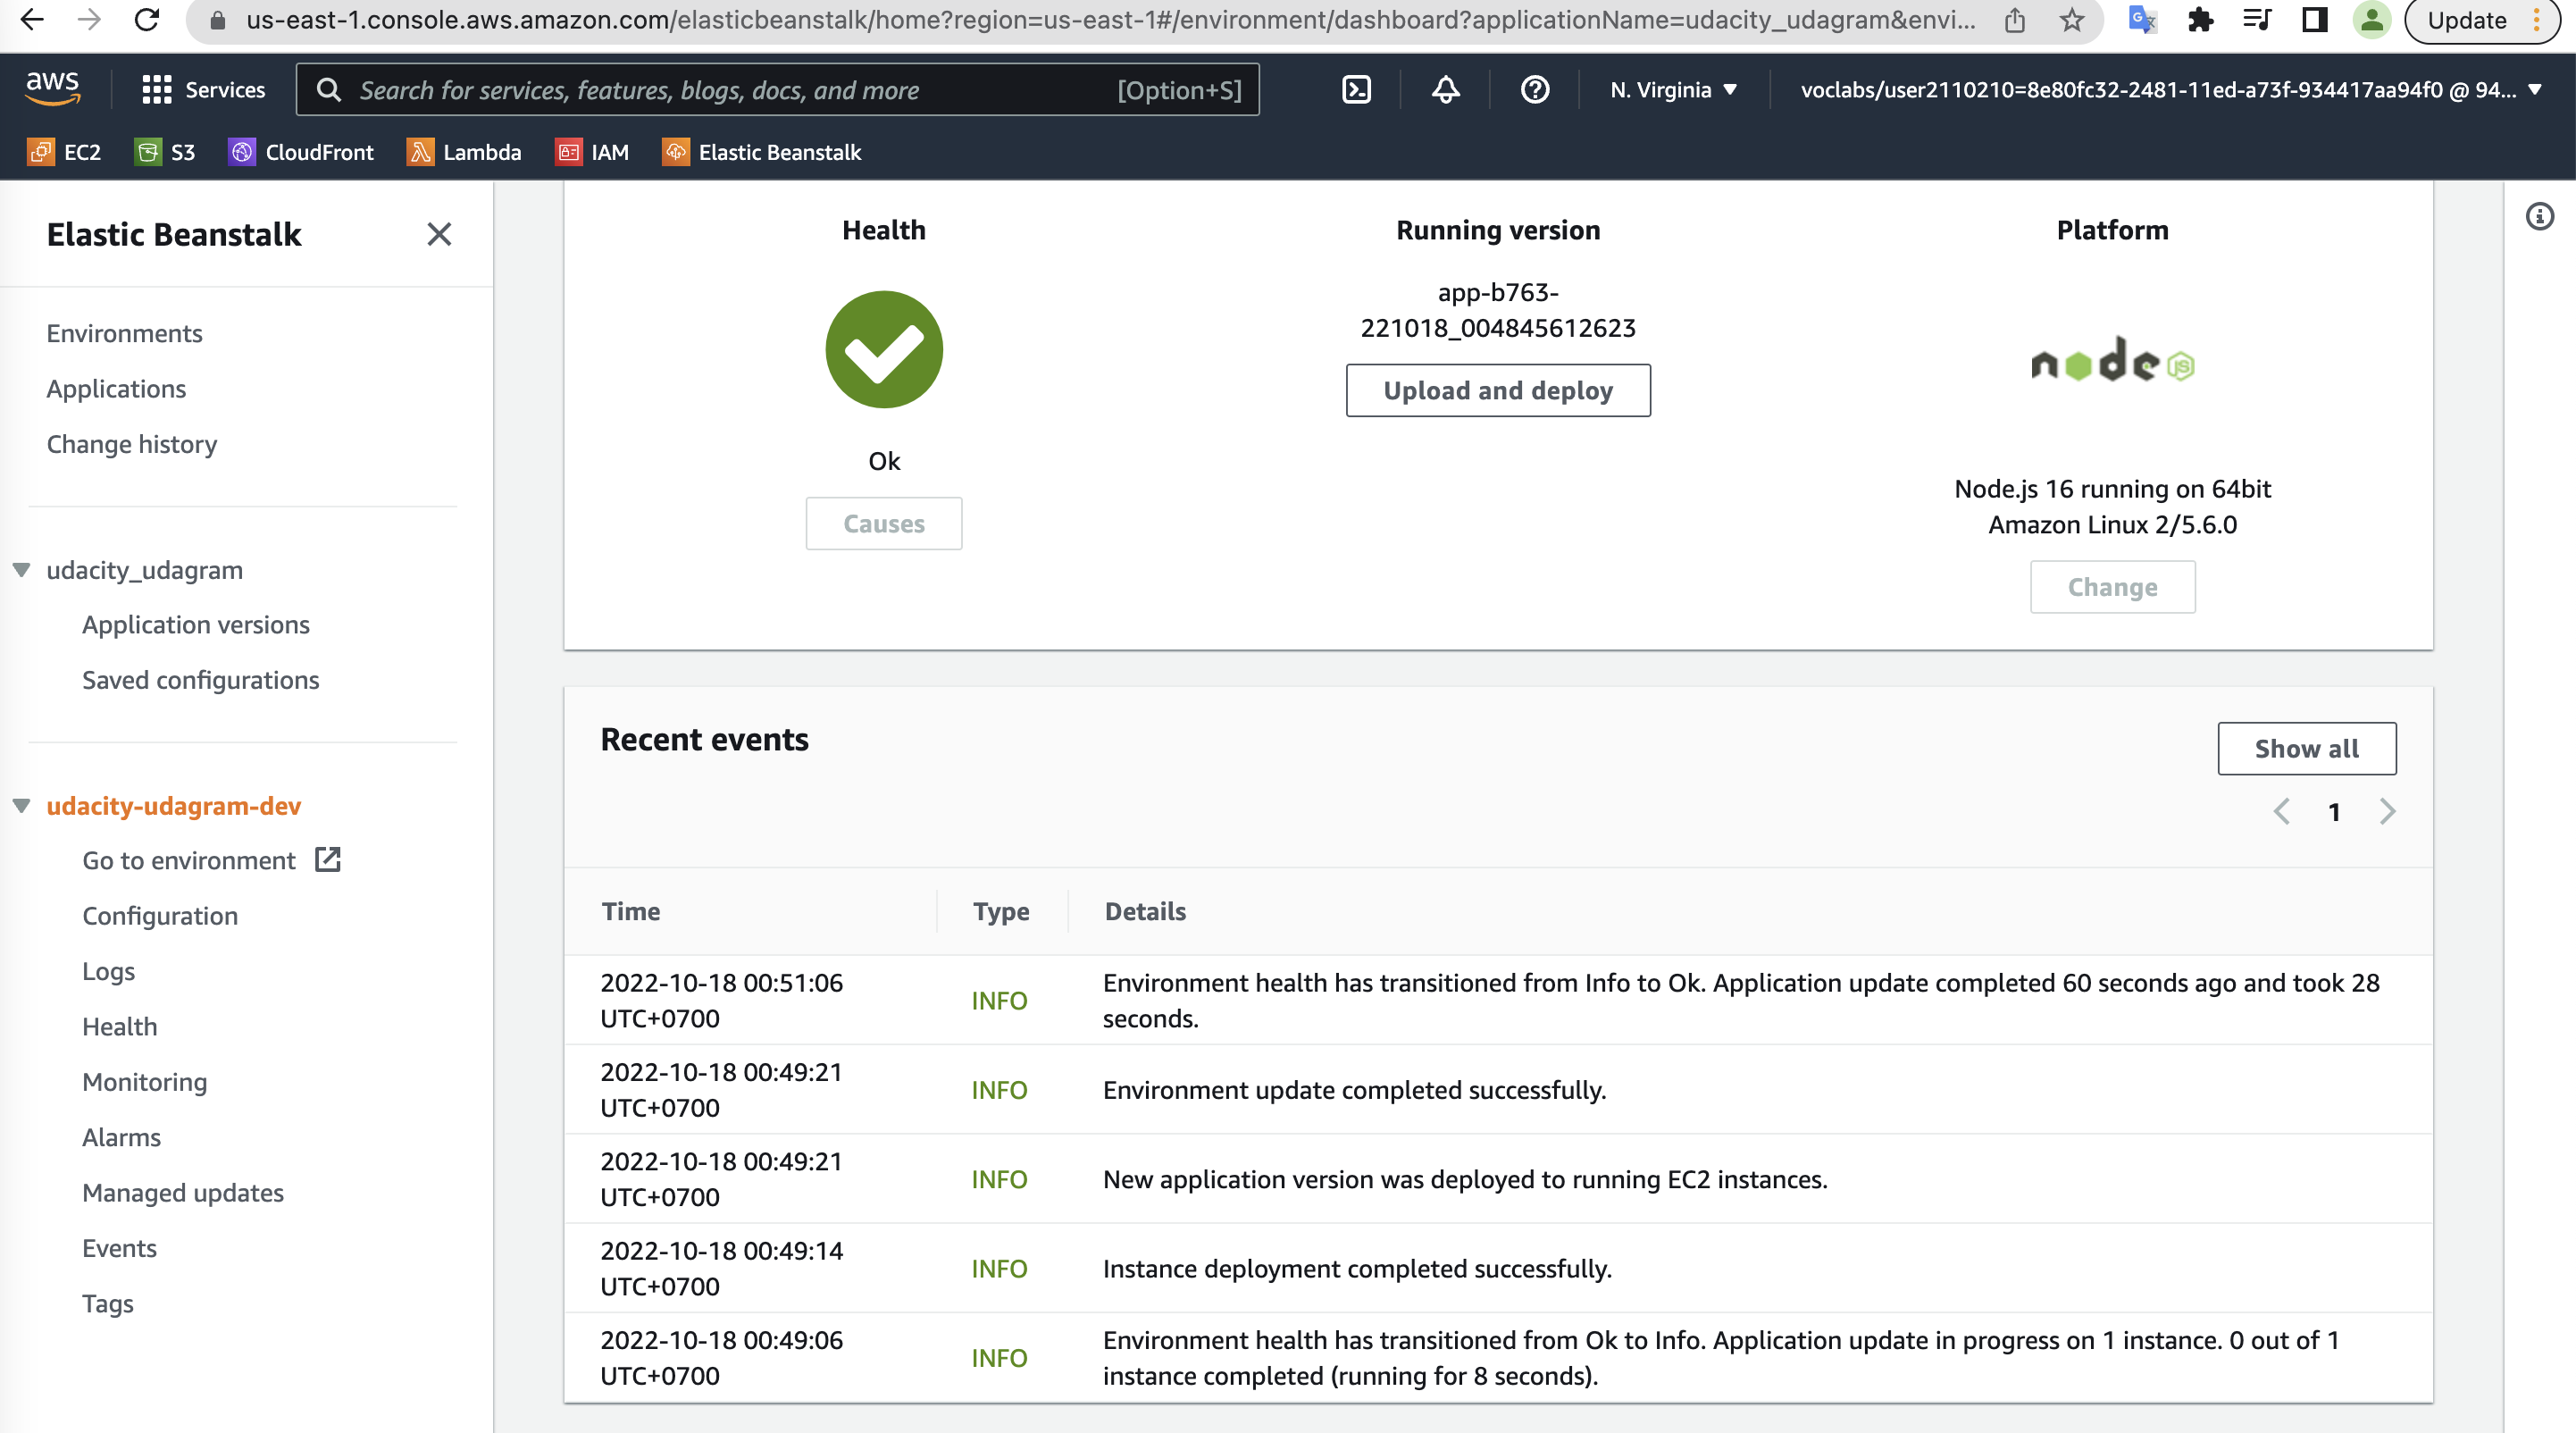 us-east-1.console.aws.amazon.com/elasticbeanstalk/home?region=us-east-1#/environment/dashboard?applicationName=udacity_udagram&envi...
Update
aws
Services
Search for services, features, blogs, docs, and more
[Option+S]
N. Virginia
voclabs/user2110210=8e80fc32-2481-11ed-a73f-934417aa94f0 @ 94...
EC2
S3
CloudFront
Lambda
IAM
Elastic Beanstalk
Elastic Beanstalk
Environments
Applications
Change history
udacity_udagram
Application versions
Saved configurations
udacity-udagram-dev
Go to environment
Configuration
Logs
Health
Monitoring
Alarms
Managed updates
Events
Tags
Health
Ok
Causes
Running version
app-b763-
221018_004845612623
Upload and deploy
Platform
node JS
Node.js 16 running on 64bit
Amazon Linux 2/5.6.0
Change
Recent events
Show all
1
Time Type Details
2022-10-18 00:51:06
UTC+0700
INFO
Environment health has transitioned from Info to Ok. Application update completed 60 seconds ago and took 28
seconds.
2022-10-18 00:49:21
UTC+0700
INFO
Environment update completed successfully.
2022-10-18 00:49:21
UTC+0700
INFO
New application version was deployed to running EC2 instances.
2022-10-18 00:49:14
UTC+0700
INFO
Instance deployment completed successfully.
2022-10-18 00:49:06
UTC+0700
INFO
Environment health has transitioned from Ok to Info. Application update in progress on 1 instance. 0 out of 1
instance completed (running for 8 seconds).